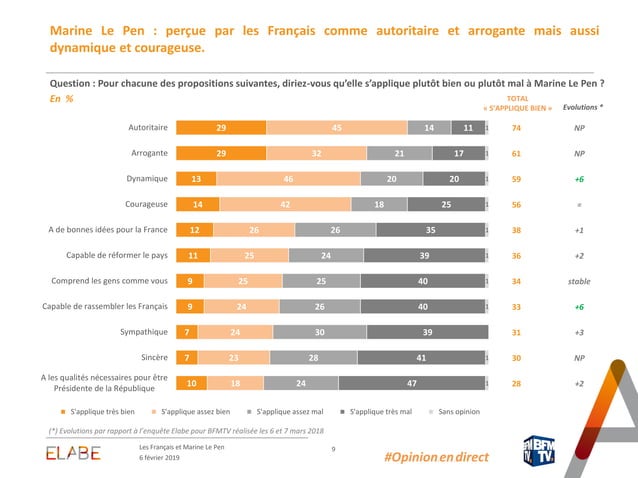 Marine Le Pen : perçue par les Français comme autoritaire et arrogante mais aussi
dynamique et courageuse.
Question : Pour chacune des propositions suivantes, diriez-vous qu'elle s'applique plutôt bien ou plutôt mal à Marine Le Pen ?
En %
TOTAL
« S'APPLIQUE BIEN »
Evolutions *
Autoritaire 29 45 14 11 1 74 NP
Arrogante 29 32 21 17 1 61 NP
Dynamique 13 46 20 20 1 59 +6
Courageuse 14 42 18 25 1 56 =
A de bonnes idées pour la France 12 26 26 35 1 38 +1
Capable de réformer le pays 11 25 24 39 1 36 +2
Comprend les gens comme vous 9 25 25 40 1 34 stable
Capable de rassembler les Français 9 24 26 40 1 33 +6
Sympathique 7 24 30 39 31 +3
Sincère 7 23 28 41 1 30 NP
A les qualités nécessaires pour être
Présidente de la République 10 18 24 47 1 28 +2
S'applique très bien S'applique assez bien S'applique assez mal S'applique très mal Sans opinion
(*) Evolutions par rapport à l'enquête Elabe pour BFMTV réalisée les 6 et 7 mars 2018
ELABE
Les Français et Marine Le Pen
6 février 2019
9
#Opinionendirect
BFM
TV.